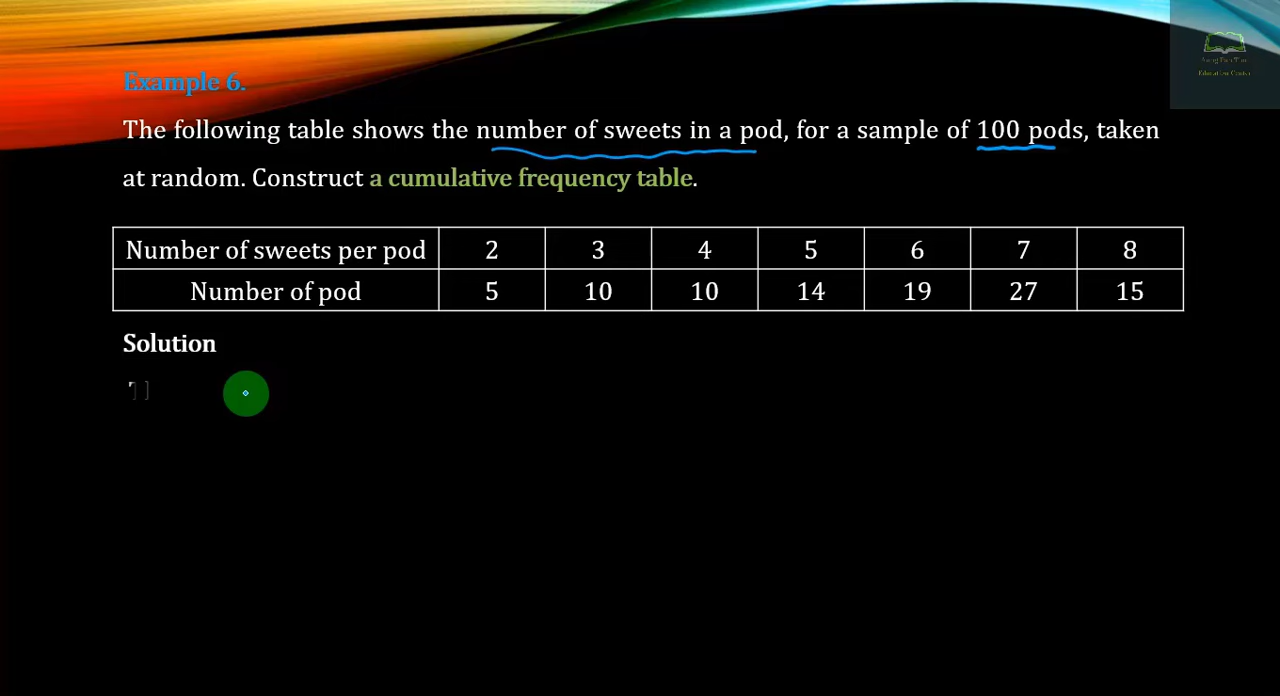 Example 6.
The following table shows the number of sweets in a pod, for a sample of 100 pods, taken
at random. Construct a cumulative frequency table.
Number of sweets per pod 2 3 4 5 6 7 8
Number of pod 5 10 10 14 19 27 15
Solution
Education Center